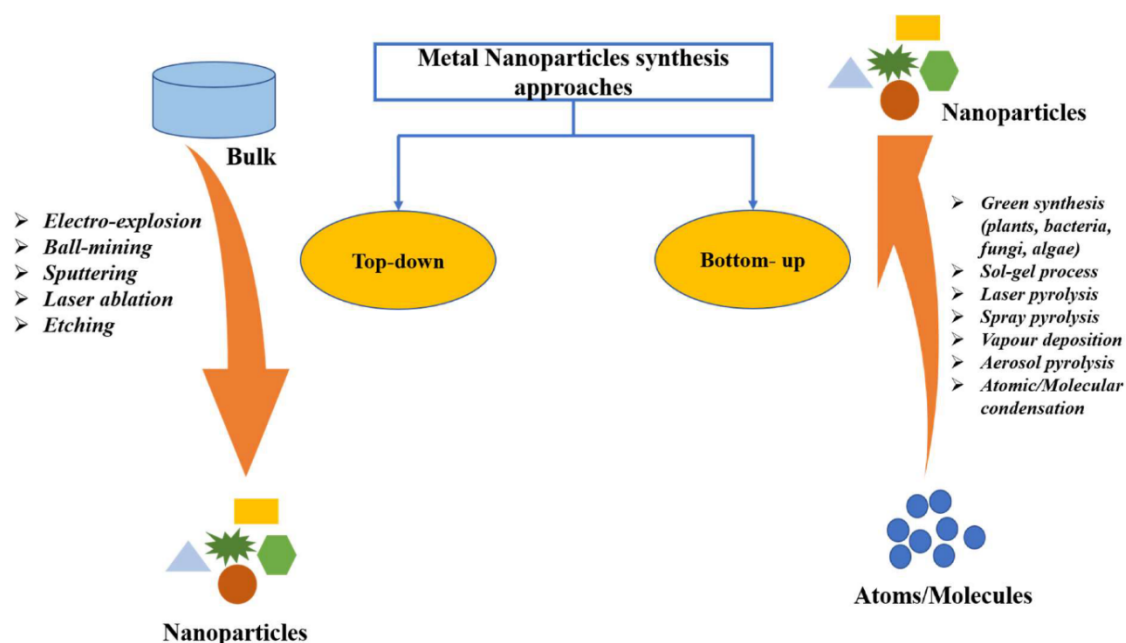 Metal Nanoparticles synthesis
approaches
Bulk
➢ Electro-explosion
➢ Ball-mining
➢ Sputtering
➢ Laser ablation
➢ Etching
Nanoparticles
Top-down
Bottom- up
Nanoparticles
➢ Green synthesis
(plants, bacteria,
fungi, algae)
➢ Sol-gel process
➢ Laser pyrolysis
➢ Spray pyrolysis
➢ Vapour deposition
➢ Aerosol pyrolysis
➢ Atomic/Molecular
condensation
Atoms/Molecules